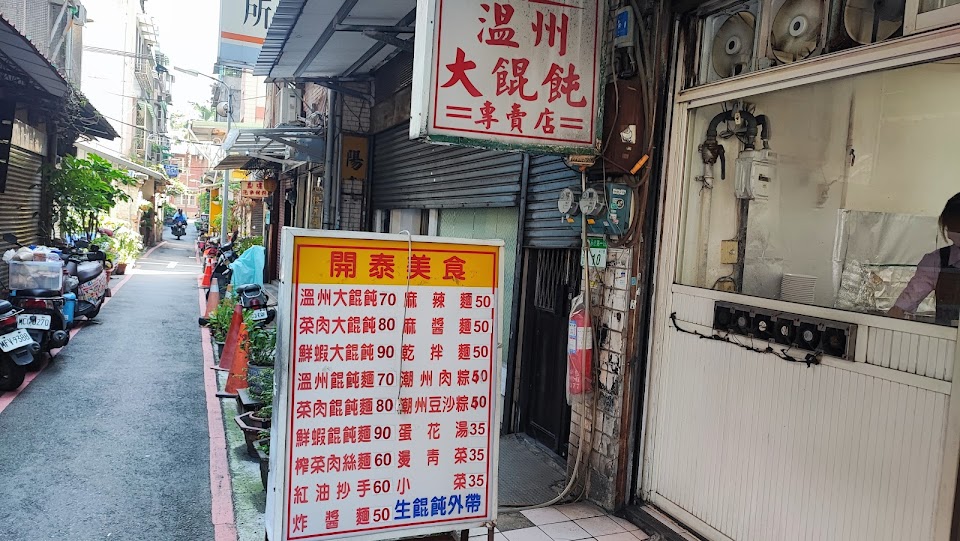 所
溫州
大餛飩
=專賣店=
陽
16
開泰美食
溫州大餛飩70 麻辣麵50
菜肉大餛飩80 麻醬麵50
鮮蝦大餛飩90 乾拌麵50
溫州餛飩麵70 潮州肉粽50
菜肉餛飩麵80 潮州豆沙粽50
鮮蝦餛飩麵90 蛋花湯35
榨菜肉絲麵60 燙青菜35
紅油抄手60 小菜35
炸醬麵50 生餛飩外帶